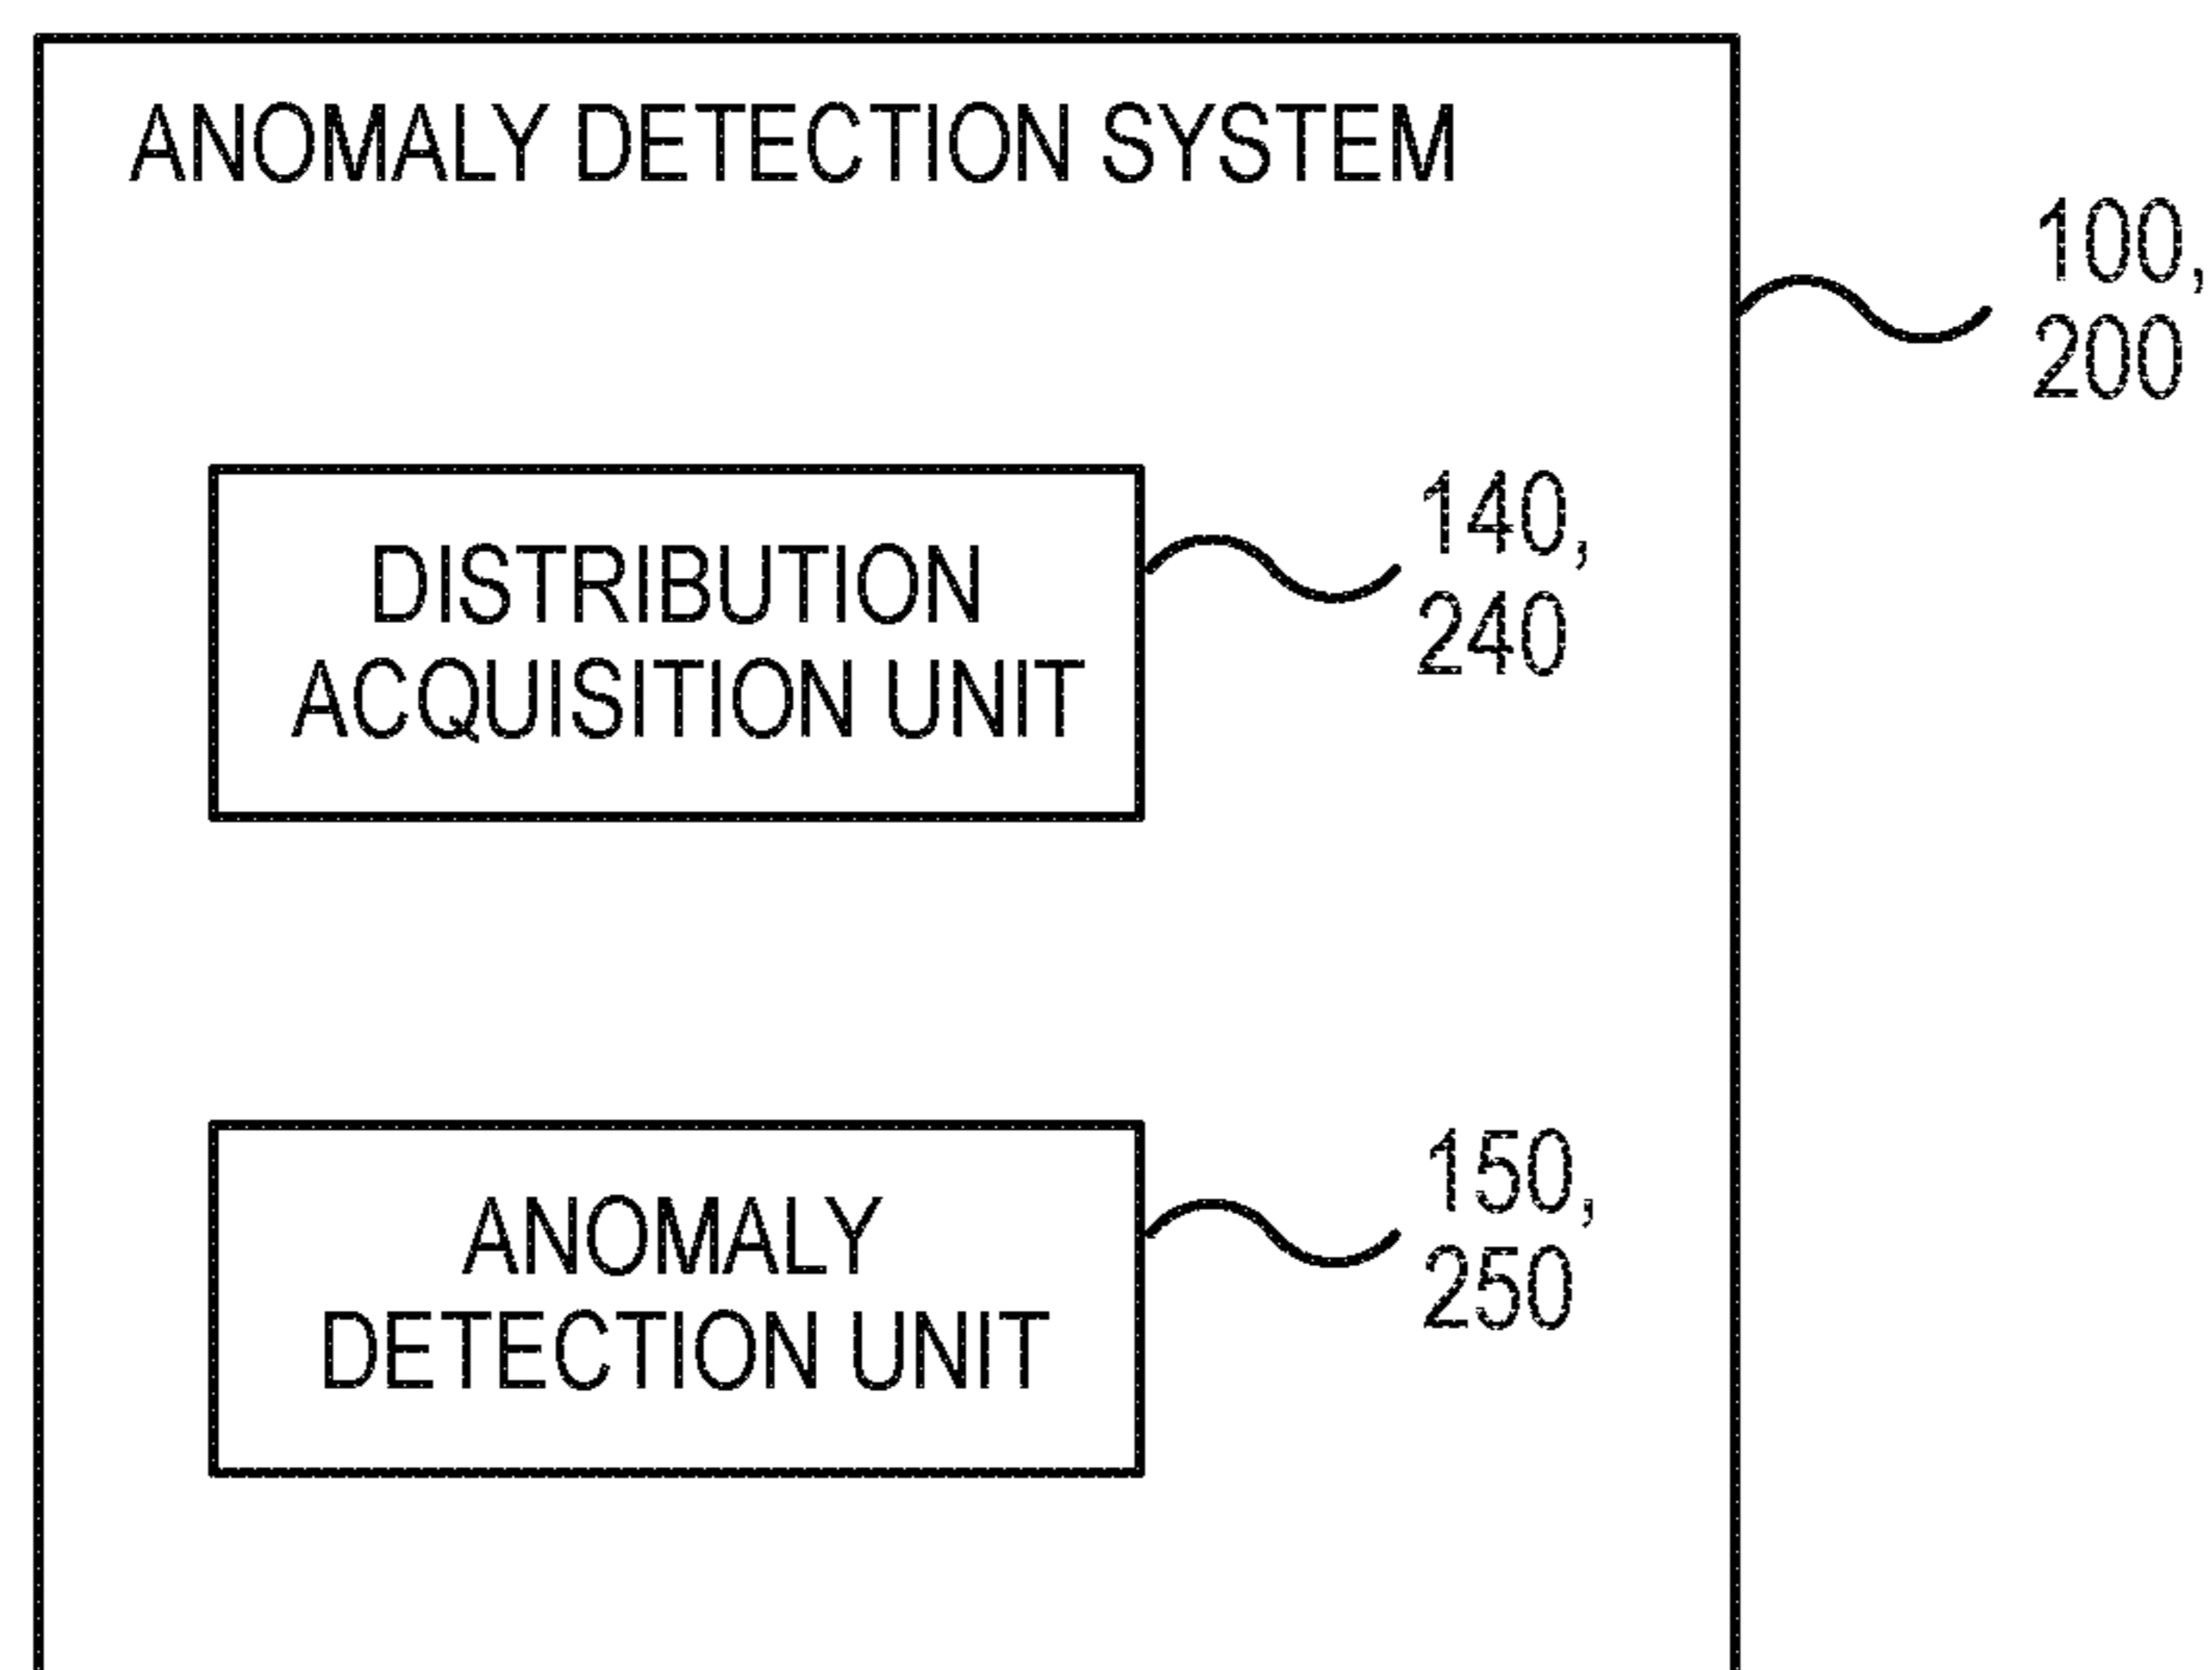 ANOMALY DETECTION SYSTEM
100,
200
DISTRIBUTION
ACQUISITION UNIT
140,
240
ANOMALY
DETECTION UNIT
150,
250